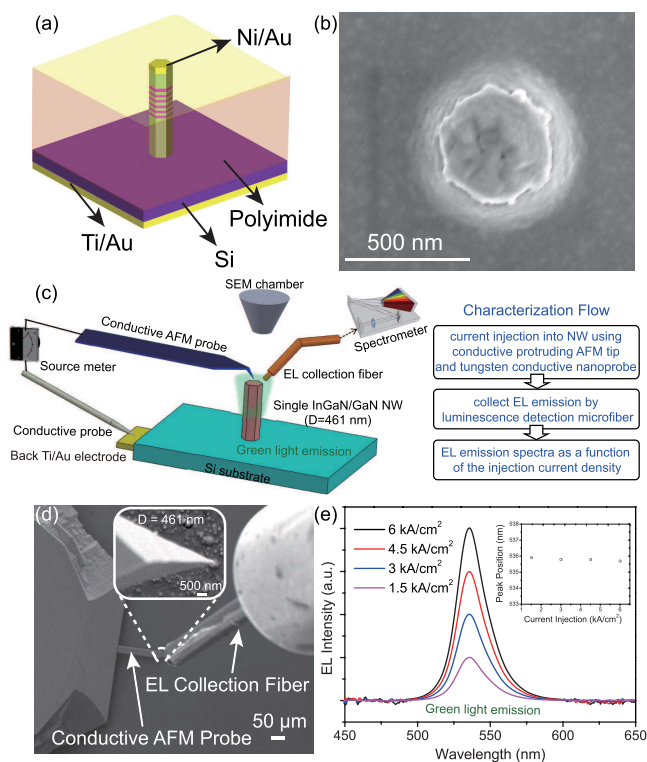 (a)
Ni/Au
Polyimide
Ti/Au
Si
(b)
500 nm
(c)
SEM chamber
Conductive AFM probe
Spectrometer
Source meter
EL collection fiber
Single InGaN/GaN NW
(D=461 nm)
Conductive probe
Green light emission
Back Ti/Au electrode
Si substrate
Characterization Flow
current injection into NW using
conductive protruding AFM tip
and tungsten conductive nanoprobe
collect EL emission by
luminescence detection microfiber
EL emission spectra as a function
of the injection current density
(d)
D = 461 nm
500 nm
EL Collection Fiber
50 µm
Conductive AFM Probe
(e)
6 kA/cm²
4.5 kA/cm²
3 kA/cm²
1.5 kA/cm²
Peak Position (nm)
538
537
536
535
534
533
1 2 3 4 5 6
Current Injection (kA/cm²)
EL Intensity (a.u.)
Green light emission
450 500 550 600 650
Wavelength (nm)